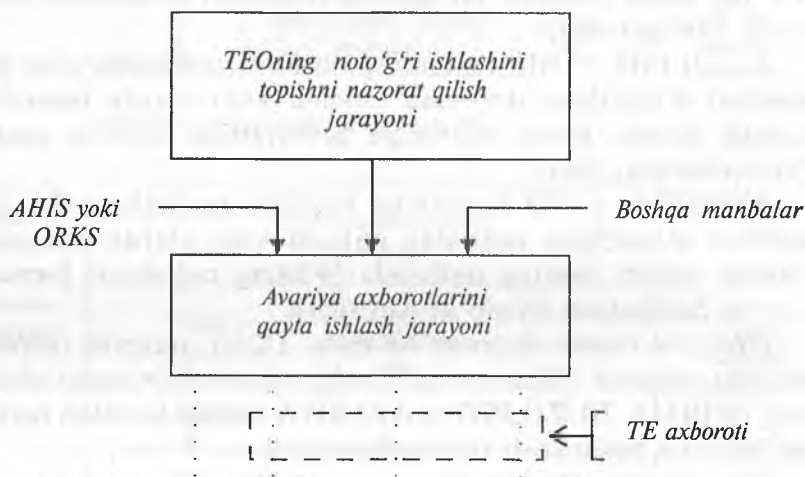 TEOning noto'g'ri ishlashini
topishni nazorat qilish
jarayoni
AHIS yoki
ORKS
Boshqa manbalar
Avariya axborotlarini
qayta ishlash jarayoni
TE axboroti